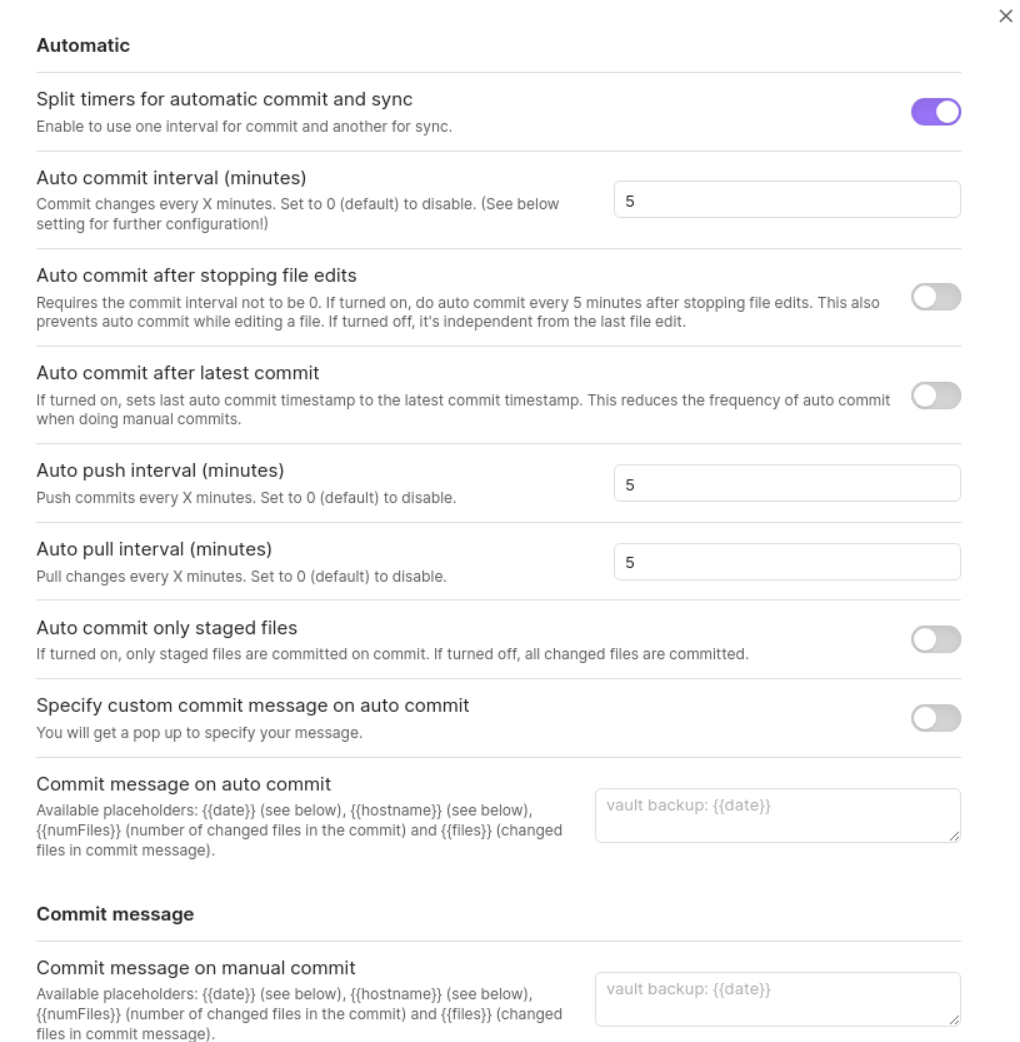 Automatic
Split timers for automatic commit and sync
Enable to use one interval for commit and another for sync.
Auto commit interval (minutes)
Commit changes every X minutes. Set to 0 (default) to disable. (See below
setting for further configuration!)
5
Auto commit after stopping file edits
Requires the commit interval not to be 0. If turned on, do auto commit every 5 minutes after stopping file edits. This also
prevents auto commit while editing a file. If turned off, it's independent from the last file edit.
Auto commit after latest commit
If turned on, sets last auto commit timestamp to the latest commit timestamp. This reduces the frequency of auto commit
when doing manual commits.
Auto push interval (minutes)
Push commits every X minutes. Set to 0 (default) to disable.
5
Auto pull interval (minutes)
Pull changes every X minutes. Set to 0 (default) to disable.
5
Auto commit only staged files
If turned on, only staged files are committed on commit. If turned off, all changed files are committed.
Specify custom commit message on auto commit
You will get a pop up to specify your message.
Commit message on auto commit
Available placeholders: {{date}} (see below), {{hostname}} (see below),
{{numFiles}} (number of changed files in the commit) and {{files}} (changed
files in commit message).
vault backup: {{date}}
Commit message
Commit message on manual commit
Available placeholders: {{date}} (see below), {{hostname}} (see below),
{{numFiles}} (number of changed files in the commit) and {{files}} (changed
files in commit message).
vault backup: {{date}}